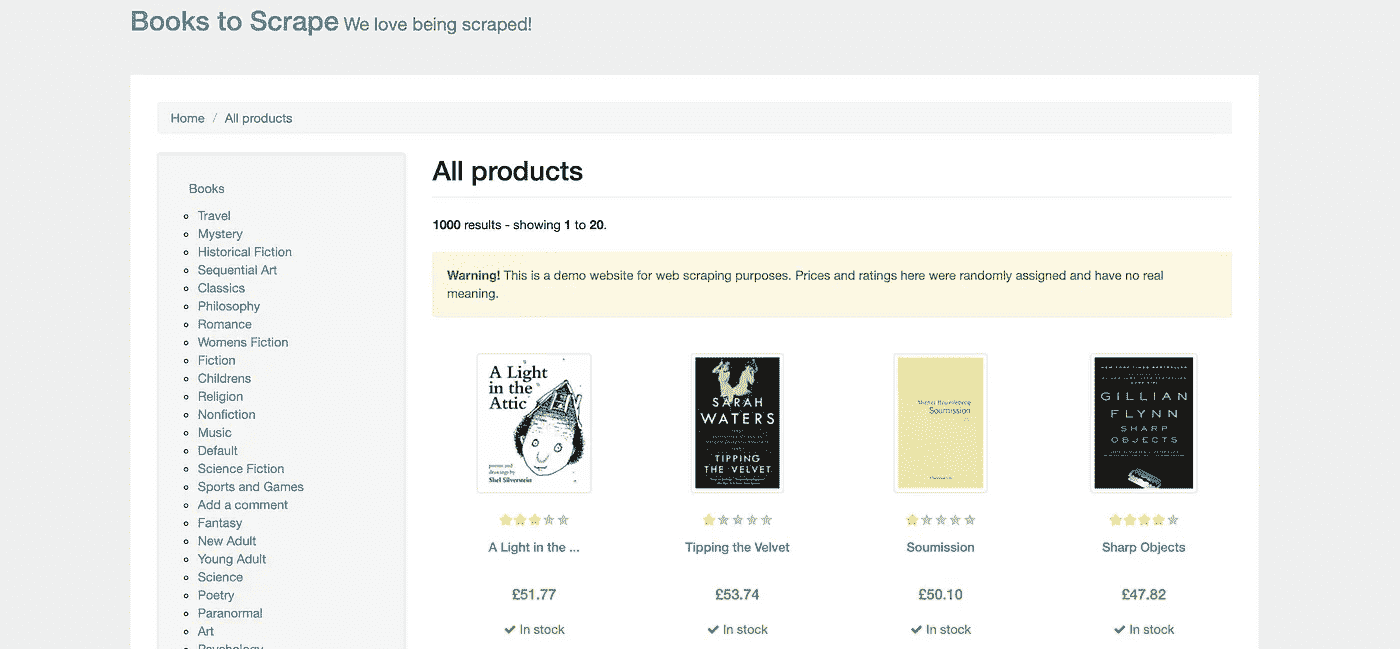 Books to Scrape We love being scraped!
Home / All products
Books
Travel
Mystery
Historical Fiction
Sequential Art
Classics
Philosophy
Romance
Womens Fiction
Fiction
Childrens
Religion
Nonfiction
Music
Default
Science Fiction
Sports and Games
Add a comment
Fantasy
New Adult
Young Adult
Science
Poetry
Paranormal
Art
Psychology
All products
1000 results - showing 1 to 20.
Warning! This is a demo website for web scraping purposes. Prices and ratings here were randomly assigned and have no real
meaning.
A Light
in the
Attic
poems and
drawings by
Shel Silverstein
A Light in the ...
£51.77
In stock
SARAH
WATERS
TIPPING
THE VELVET
Tipping the Velvet
£53.74
In stock
Soumission
Soumission
£50.10
In stock
GILLIAN
FLYNN
SHARP
OBJECTS
Sharp Objects
£47.82
In stock